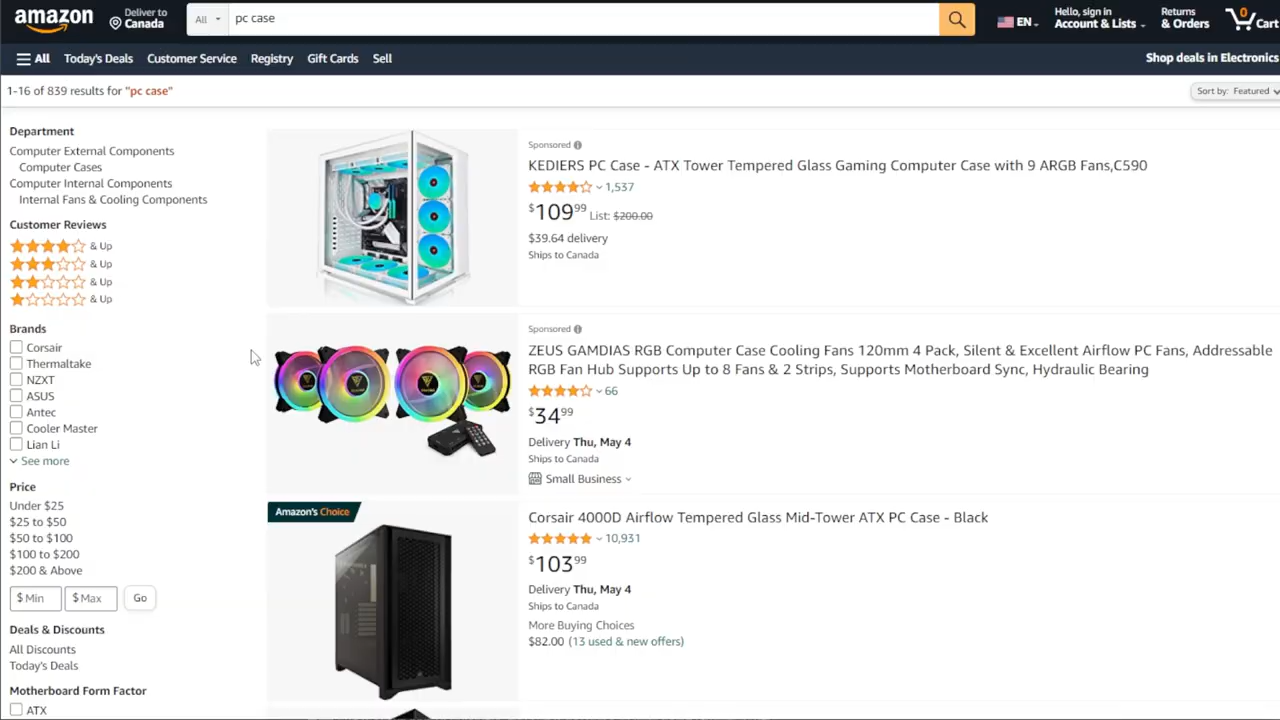 amazon
Deliver to
Canada
All
pc case
EN
Hello, sign in
Account & Lists
Returns
& Orders
0
Cart
All
Today's Deals
Customer Service
Registry
Gift Cards
Sell
Shop deals in Electronics
1-16 of 839 results for "pc case"
Sort by: Featured
Department
Computer External Components
Computer Cases
Computer Internal Components
Internal Fans & Cooling Components
Customer Reviews
& Up
& Up
& Up
& Up
Brands
Corsair
Thermaltake
NZXT
ASUS
Antec
Cooler Master
Lian Li
See more
Price
Under $25
$25 to $50
$50 to $100
$100 to $200
$200 & Above
$ Min
$ Max
Go
Deals & Discounts
All Discounts
Today's Deals
Motherboard Form Factor
ATX
Sponsored
KEDIERS PC Case - ATX Tower Tempered Glass Gaming Computer Case with 9 ARGB Fans,C590
1,537
$109⁹⁹ List: $200.00
$39.64 delivery
Ships to Canada
Sponsored
ZEUS GAMDIAS RGB Computer Case Cooling Fans 120mm 4 Pack, Silent & Excellent Airflow PC Fans, Addressable
RGB Fan Hub Supports Up to 8 Fans & 2 Strips, Supports Motherboard Sync, Hydraulic Bearing
66
$34⁹⁹
Delivery Thu, May 4
Ships to Canada
Small Business
Amazon's Choice
Corsair 4000D Airflow Tempered Glass Mid-Tower ATX PC Case - Black
10,931
$103⁹⁹
Delivery Thu, May 4
Ships to Canada
More Buying Choices
$82.00 (13 used & new offers)